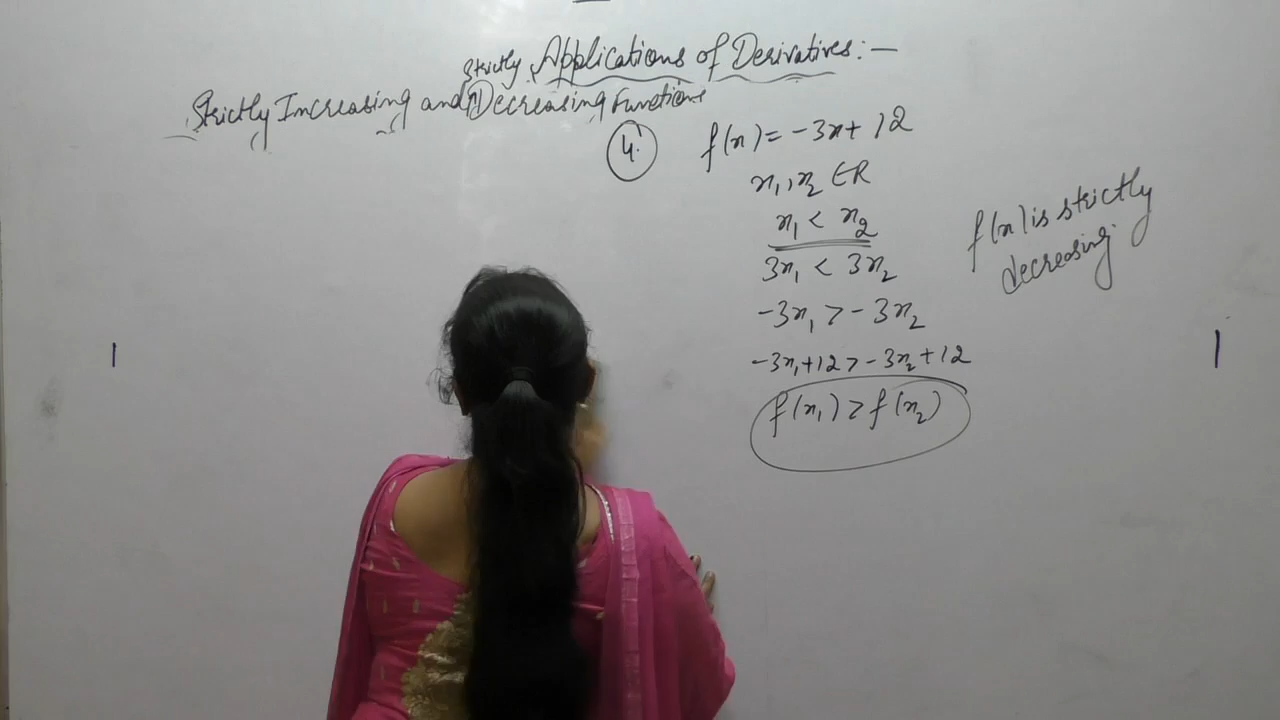 Applications of Derivatives:—
Strictly Increasing and Strictly Decreasing Functions
4.
f(x) = -3x + 12
x₁, x₂ ∈ R
x₁ < x₂
3x₁ < 3x₂
-3x₁ > -3x₂
-3x₁+12 > -3x₂+12
f(x₁) > f(x₂)
f(x) is strictly
decreasing.